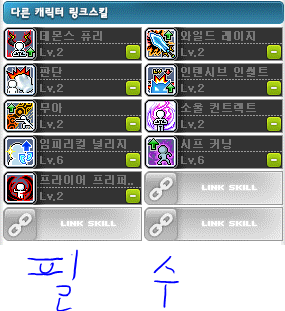 다른 캐릭터 링크스킬
데몬스 퓨리 와일드 레이지
Lv.2 Lv.2
판단 인텐시브 인썰트
Lv.2 Lv.2
무아 소울 컨트랙트
Lv.2 Lv.2
임피리컬 널리지 시프 커닝
Lv.6 Lv.6
프라이어 프리퍼..
Lv.2
LINK SKILL
LINK SKILL LINK SKILL
필 수